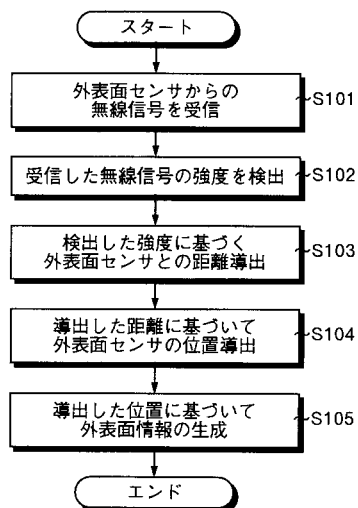 スタート
外表面センサからの
無線信号を受信
S101
受信した無線信号の強度を検出
S102
検出した強度に基づく
外表面センサとの距離導出
S103
導出した距離に基づいて
外表面センサの位置導出
S104
導出した位置に基づいて
外表面情報の生成
S105
エンド